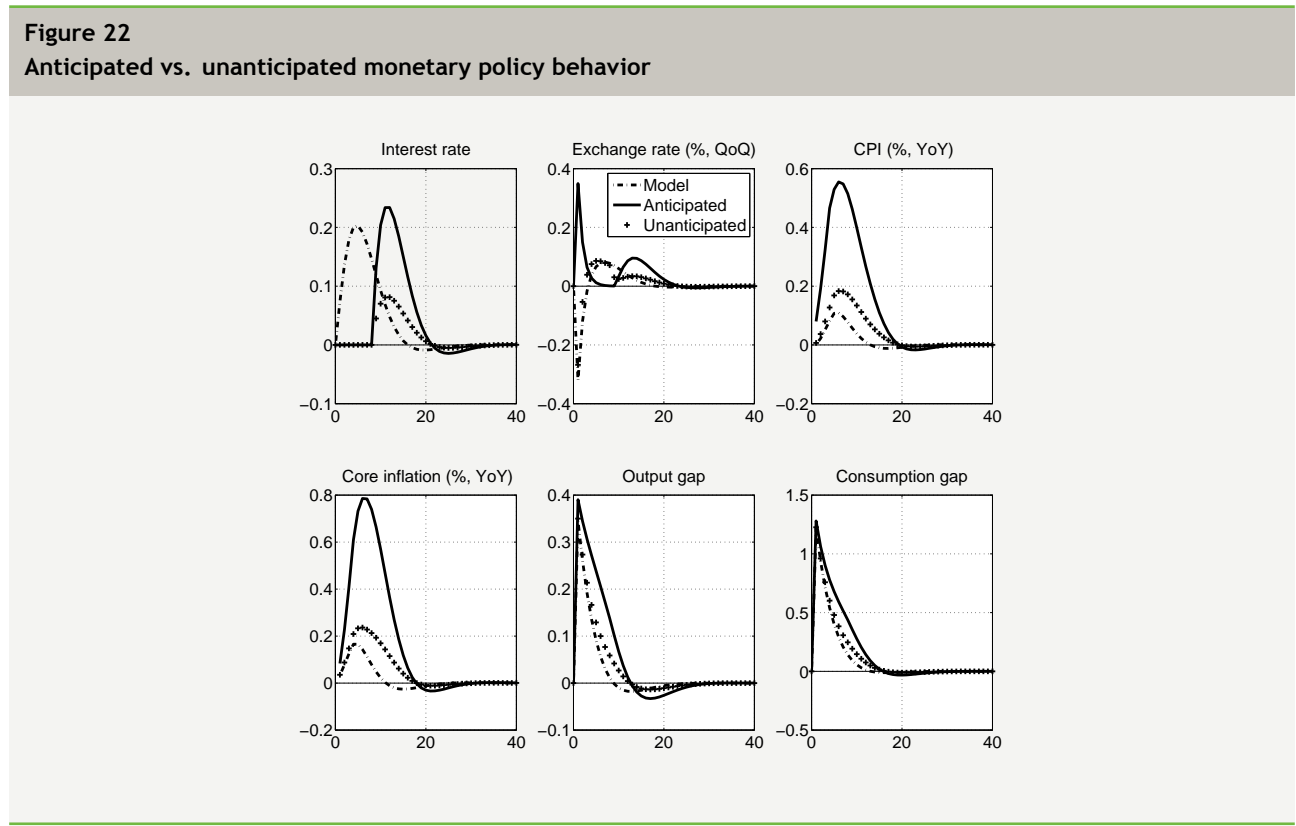 Figure 22
Anticipated vs. unanticipated monetary policy behavior
Interest rate
0.3
0.2
0.1
0
−0.1
0 20 40
Exchange rate (%, QoQ)
0.4
0.2
0
−0.2
−0.4
0 20 40
Model
Anticipated
Unanticipated
CPI (%, YoY)
0.6
0.4
0.2
0
−0.2
0 20 40
Core inflation (%, YoY)
0.8
0.6
0.4
0.2
0
−0.2
0 20 40
Output gap
0.4
0.3
0.2
0.1
0
−0.1
0 20 40
Consumption gap
1.5
1
0.5
0
−0.5
0 20 40